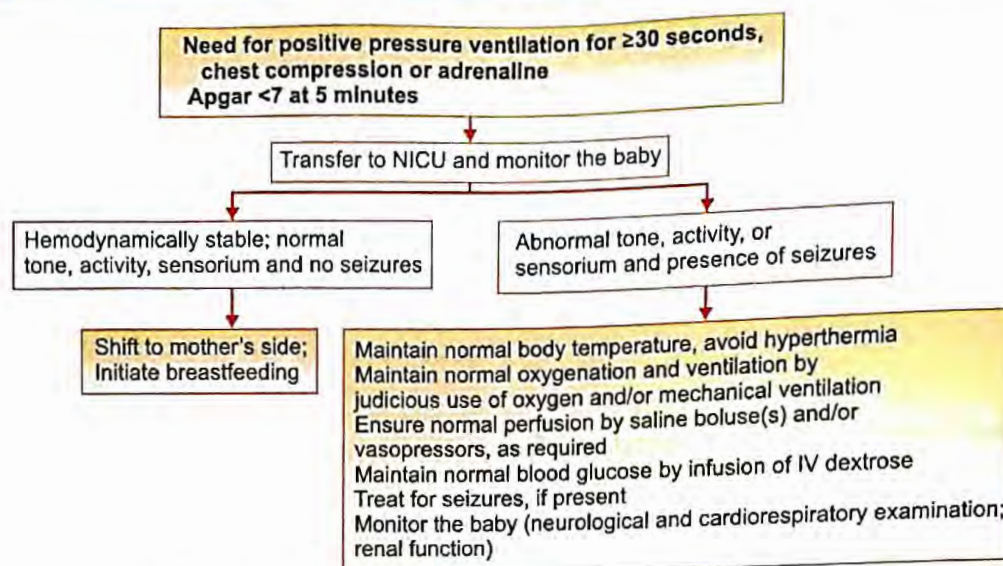 Need for positive pressure ventilation for ≥30 seconds,
chest compression or adrenaline
Apgar <7 at 5 minutes
Transfer to NICU and monitor the baby
Hemodynamically stable; normal
tone, activity, sensorium and no seizures
Abnormal tone, activity, or
sensorium and presence of seizures
Shift to mother's side;
Initiate breastfeeding
Maintain normal body temperature, avoid hyperthermia
Maintain normal oxygenation and ventilation by
judicious use of oxygen and/or mechanical ventilation
Ensure normal perfusion by saline boluse(s) and/or
vasopressors, as required
Maintain normal blood glucose by infusion of IV dextrose
Treat for seizures, if present
Monitor the baby (neurological and cardiorespiratory examination;
renal function)